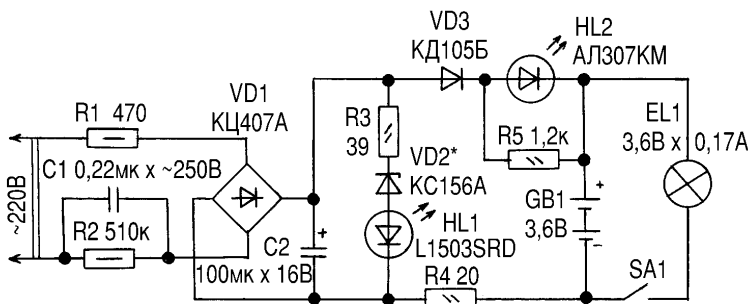 VD3
КД105Б
HL2
АЛ307КМ
R1 470
VD1
КЦ407А
R3
39
EL1
3,6В х 0,17А
C1 0,22мк х ~250В
VD2*
КС156А
R5 1,2к
~220В
R2 510к
GB1
3,6В
+
−
+
C2
100мк х 16В
HL1
L1503SRD
R4 20
SA1